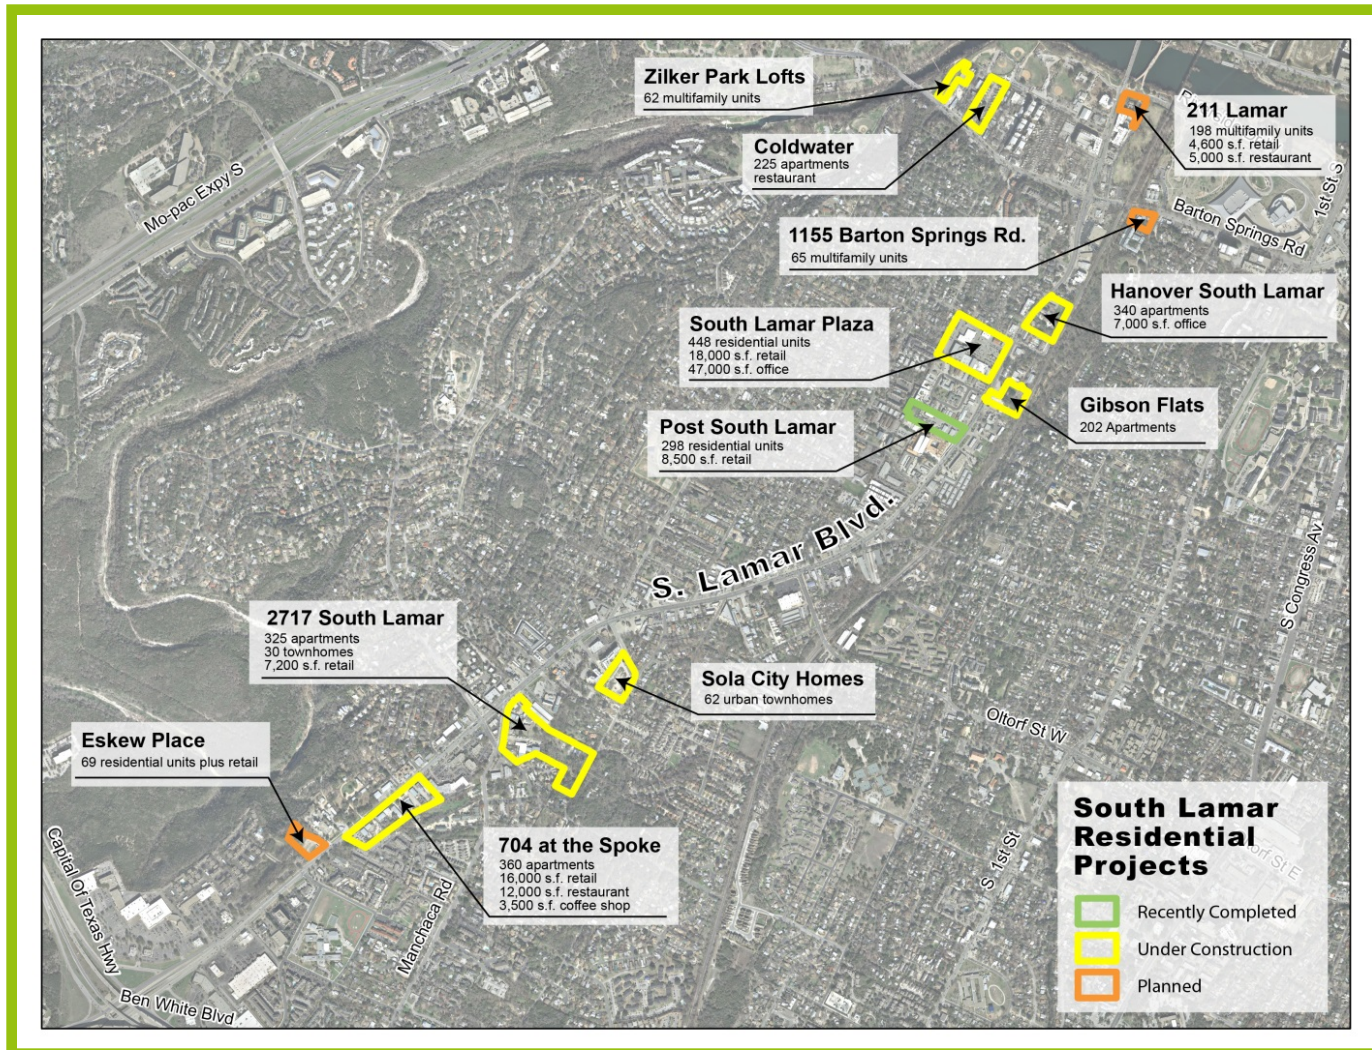 Zilker Park Lofts
62 multifamily units
Coldwater
225 apartments
restaurant
211 Lamar
198 multifamily units
4,600 s.f. retail
5,000 s.f. restaurant
Mo-pac Expy S
1st St S
Barton Springs Rd
1155 Barton Springs Rd.
65 multifamily units
Hanover South Lamar
340 apartments
7,000 s.f. office
South Lamar Plaza
448 residential units
18,000 s.f. retail
47,000 s.f. office
Gibson Flats
202 Apartments
Post South Lamar
298 residential units
8,500 s.f. retail
S. Lamar Blvd.
S Congress Av
2717 South Lamar
325 apartments
30 townhomes
7,200 s.f. retail
Sola City Homes
62 urban townhomes
Oltorf St W
Eskew Place
69 residential units plus retail
704 at the Spoke
360 apartments
16,000 s.f. retail
12,000 s.f. restaurant
3,500 s.f. coffee shop
Capital Of Texas Hwy
Manchaca Rd
Ben White Blvd
S 1st St
South Lamar
Residential
Projects
Recently Completed
Under Construction
Planned